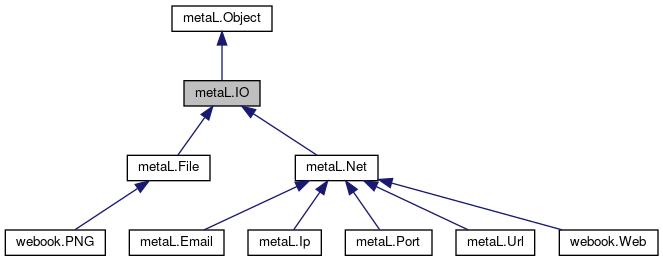 metaL.Object
metaL.IO
metaL.File
metaL.Net
webook.PNG
metaL.Email
metaL.Ip
metaL.Port
metaL.Url
webook.Web